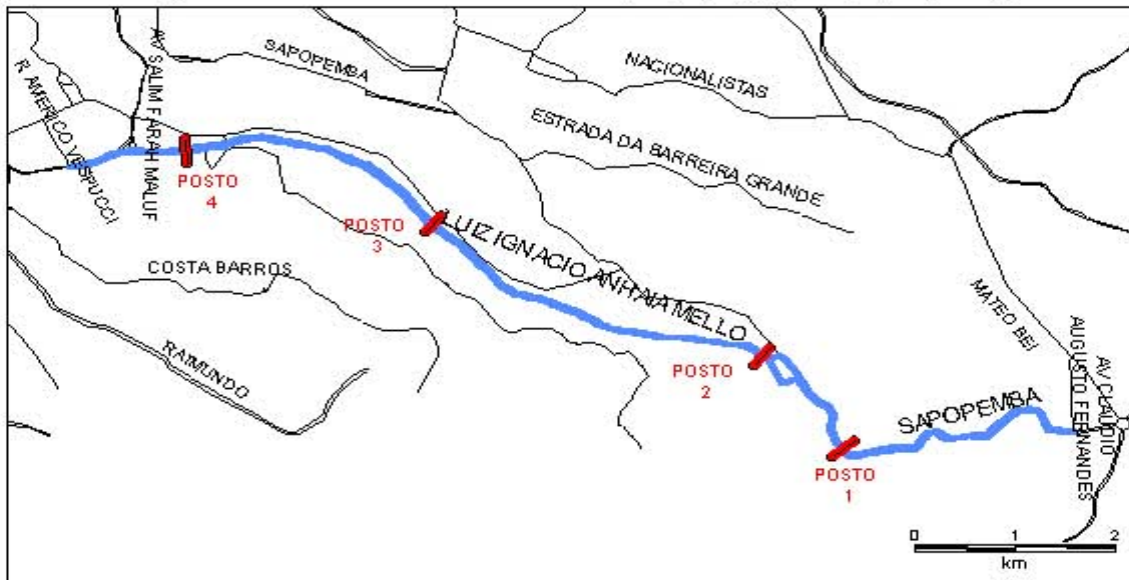 R AMERICO VESPUCCI
AV SALIM FARAH MALUF
SAPOPEMBA
NACIONALISTAS
ESTRADA DA BARREIRA GRANDE
POSTO
4
POSTO
3
LUIZ IGNACIO ANHAIA MELLO
COSTA BARROS
RAIMUNDO
MATEO BEI
POSTO
2
SAPOPEMBA
AUGUSTO FERNANDES
AV CLAUDIO
POSTO
1
0 1 2
km